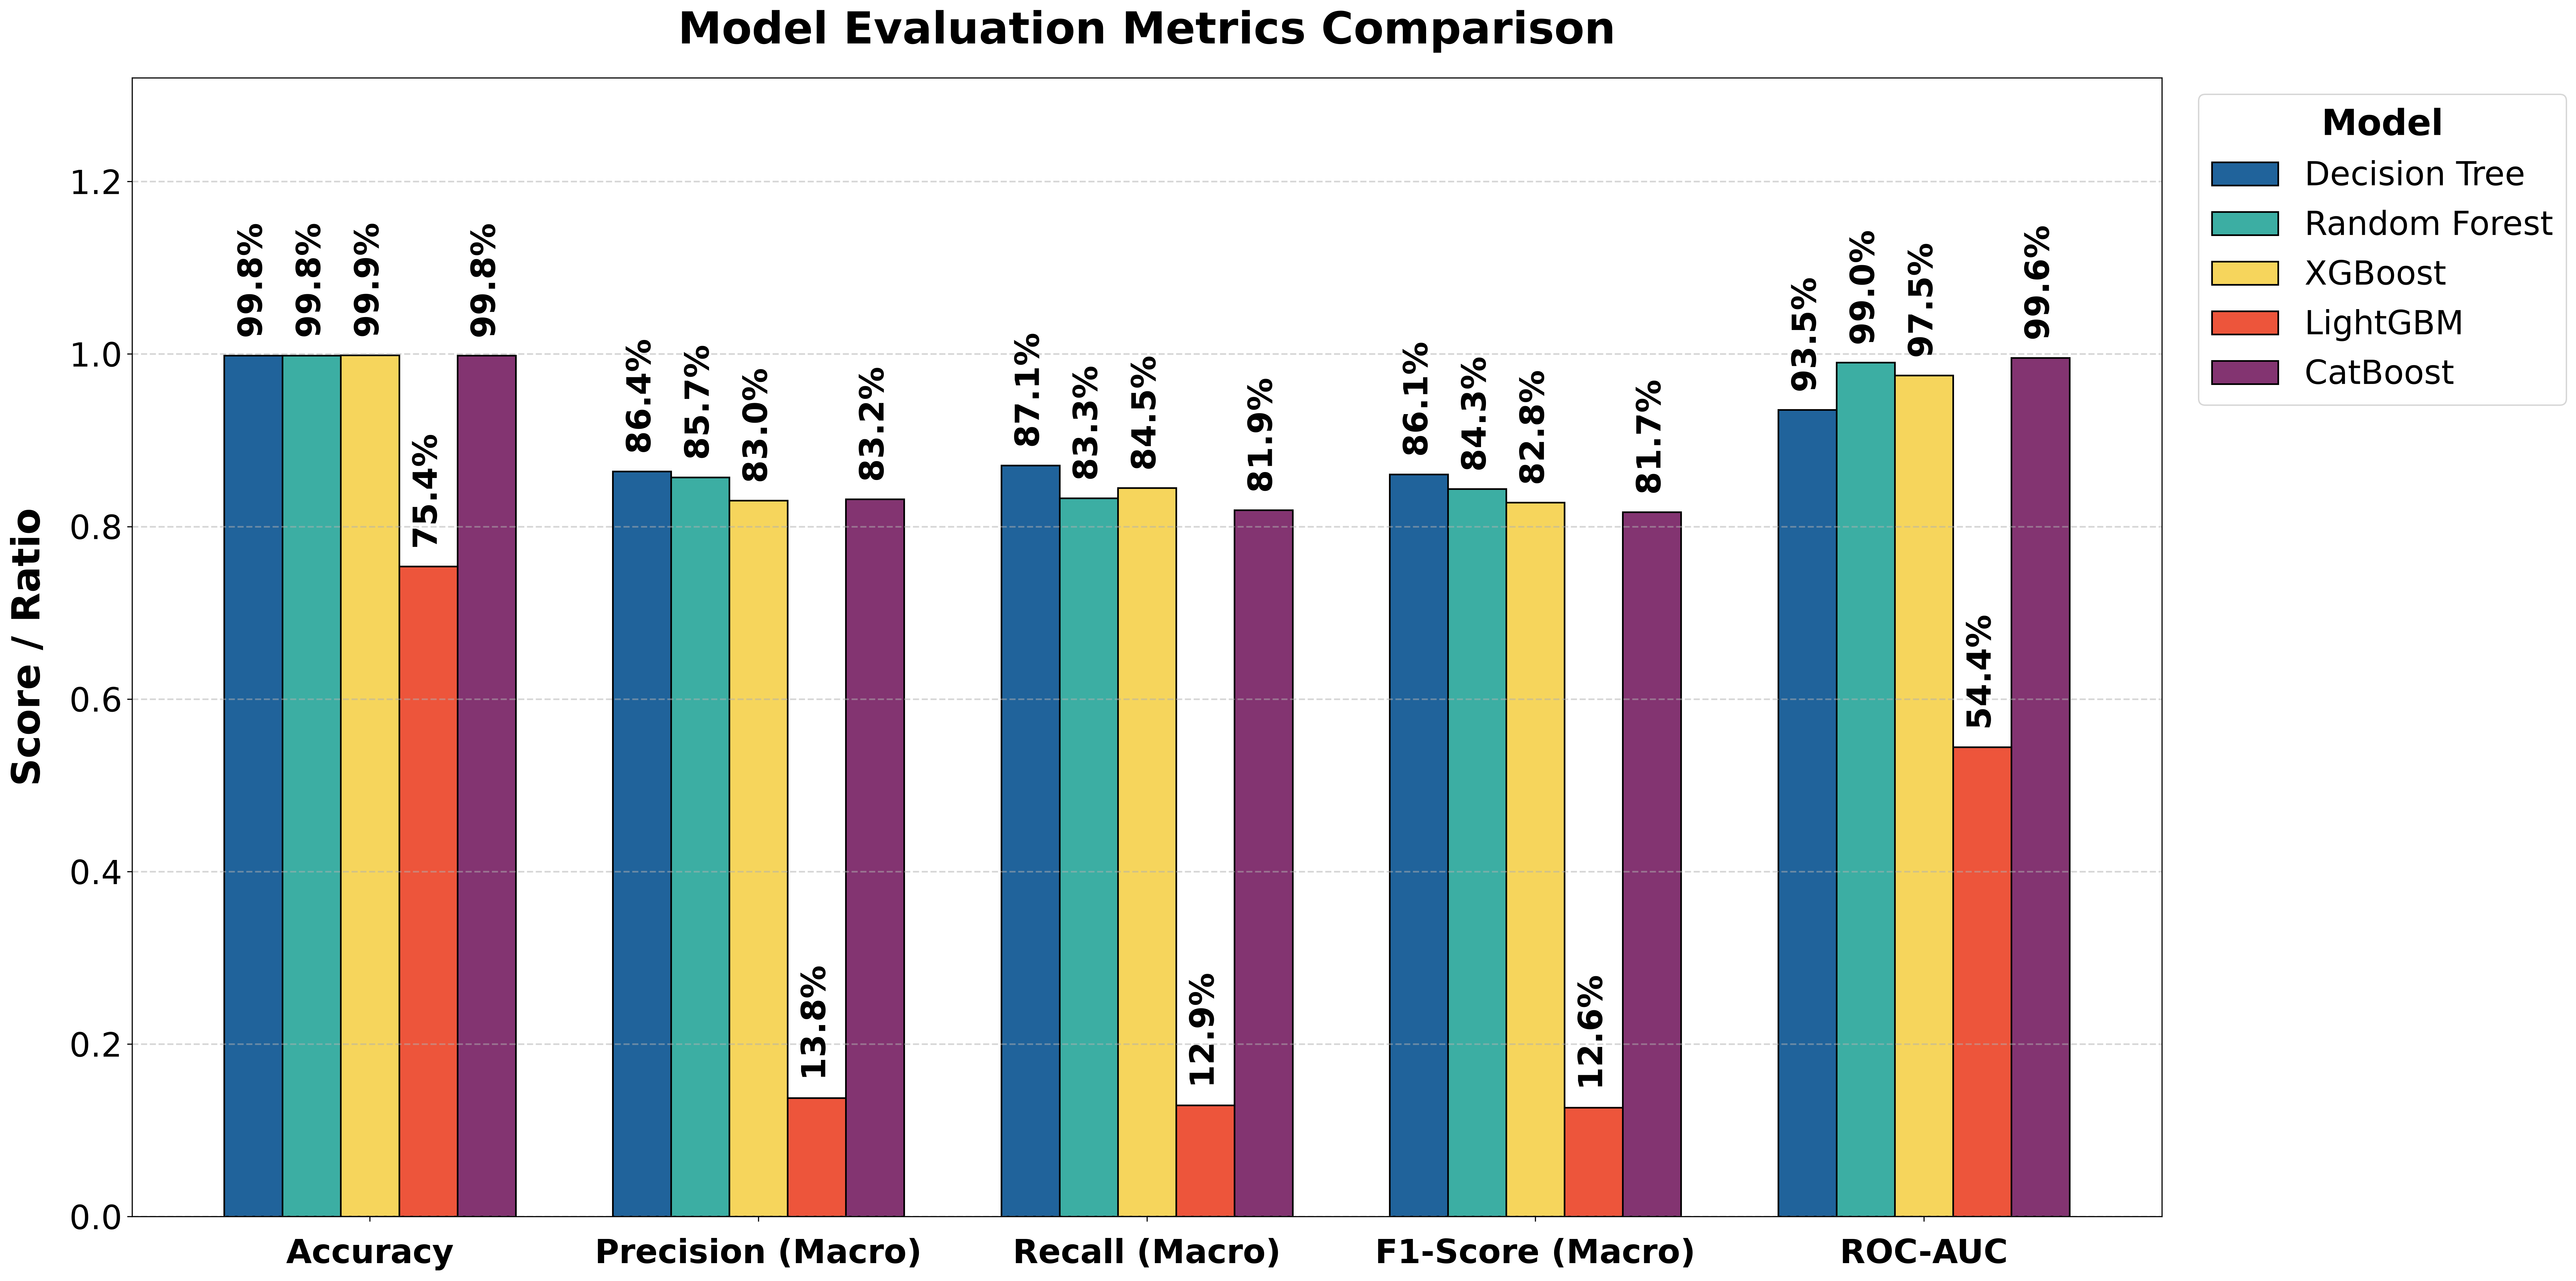 Model Evaluation Metrics Comparison
Score / Ratio
1.2
1.0
0.8
0.6
0.4
0.2
0.0
99.8%
99.8%
99.9%
75.4%
99.8%
86.4%
85.7%
83.0%
13.8%
83.2%
87.1%
83.3%
84.5%
12.9%
81.9%
86.1%
84.3%
82.8%
12.6%
81.7%
93.5%
99.0%
97.5%
54.4%
99.6%
Accuracy
Precision (Macro)
Recall (Macro)
F1-Score (Macro)
ROC-AUC
Model
Decision Tree
Random Forest
XGBoost
LightGBM
CatBoost